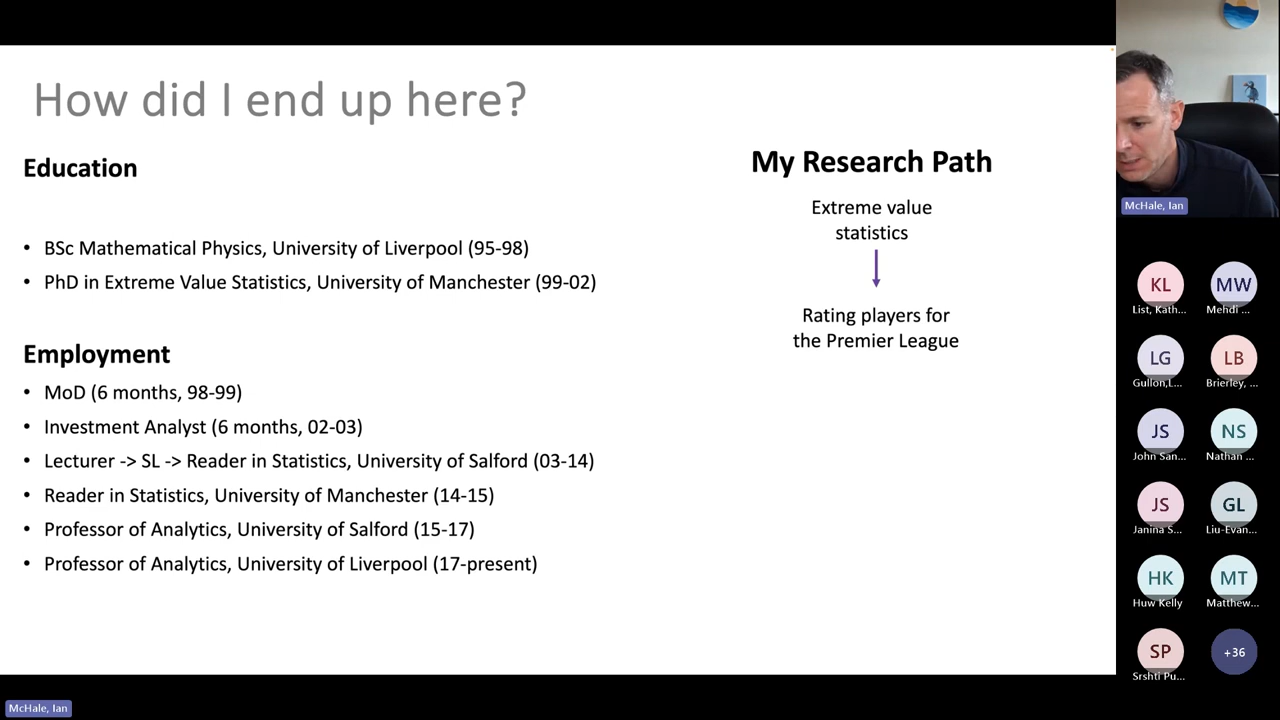 How did I end up here?
Education
• BSc Mathematical Physics, University of Liverpool (95-98)
• PhD in Extreme Value Statistics, University of Manchester (99-02)
Employment
• MoD (6 months, 98-99)
• Investment Analyst (6 months, 02-03)
• Lecturer -> SL -> Reader in Statistics, University of Salford (03-14)
• Reader in Statistics, University of Manchester (14-15)
• Professor of Analytics, University of Salford (15-17)
• Professor of Analytics, University of Liverpool (17-present)
My Research Path
Extreme value
statistics
Rating players for
the Premier League
McHale, Ian
KL
List, Kath...
MW
Mehdi ...
LG
Gullon,L...
LB
Brierley, ...
JS
John San...
NS
Nathan ...
JS
Janina S...
GL
Liu-Evan...
HK
Huw Kelly
MT
Matthew...
SP
Srshti Pu...
+36
McHale, Ian